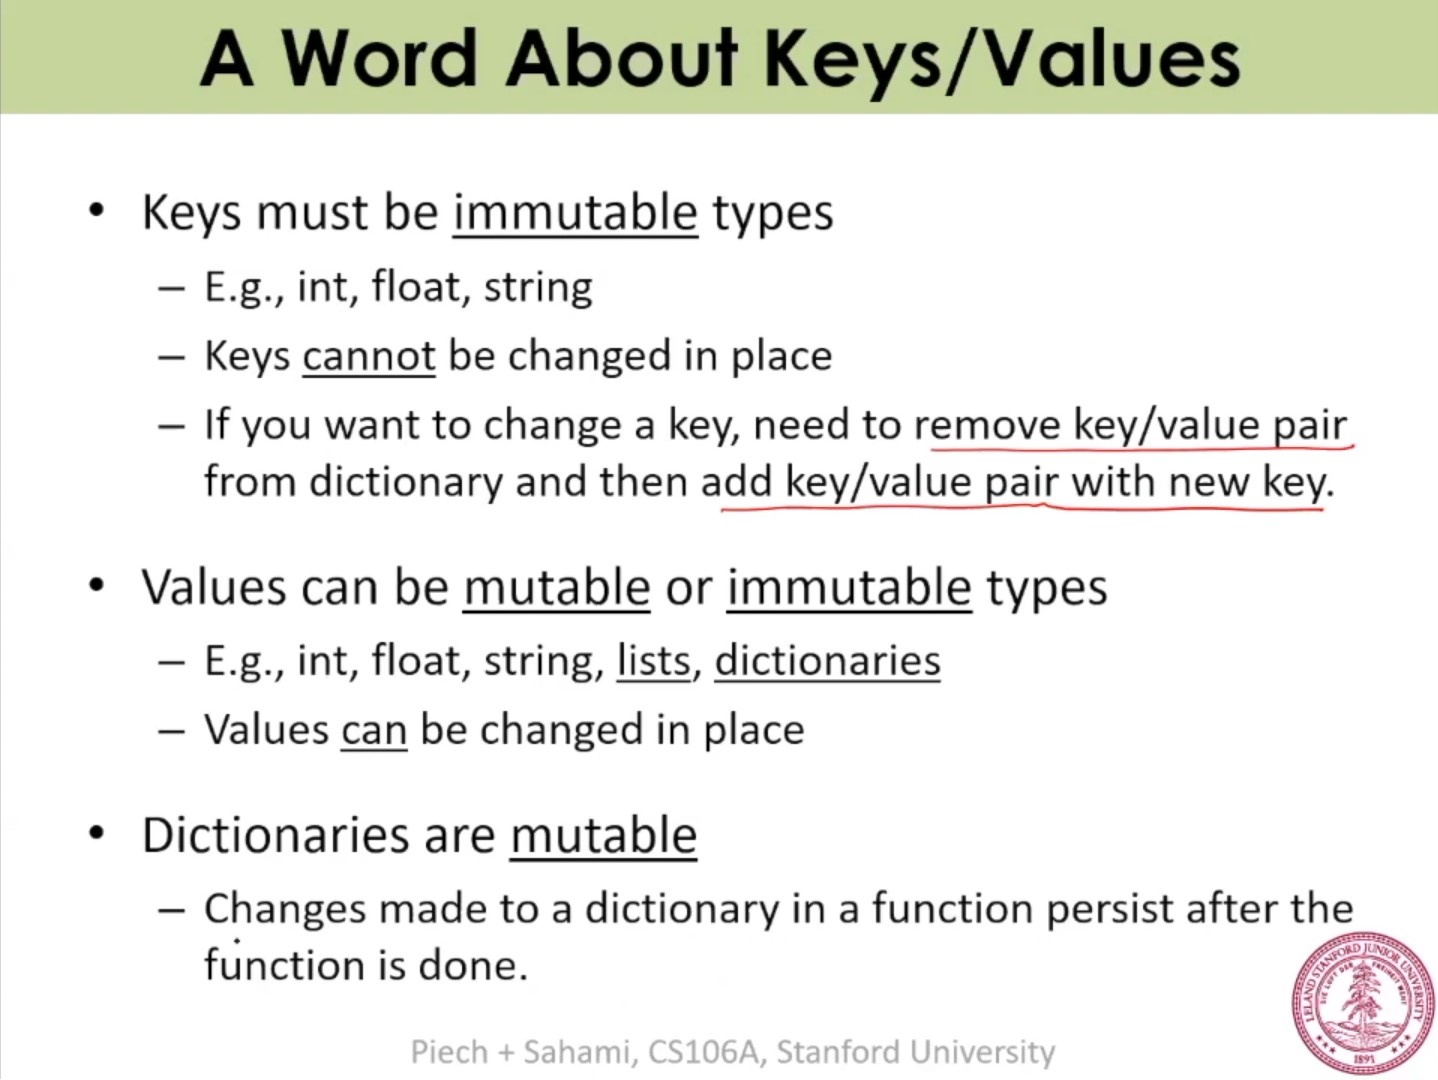 A Word About Keys/Values
• Keys must be immutable types
– E.g., int, float, string
– Keys cannot be changed in place
– If you want to change a key, need to remove key/value pair
from dictionary and then add key/value pair with new key.
• Values can be mutable or immutable types
– E.g., int, float, string, lists, dictionaries
– Values can be changed in place
• Dictionaries are mutable
– Changes made to a dictionary in a function persist after the
function is done.
Piech + Sahami, CS106A, Stanford University
LELAND STANFORD JUNIOR UNIVERSITY
DIE LUFT DER FREIHEIT WEHT
1891